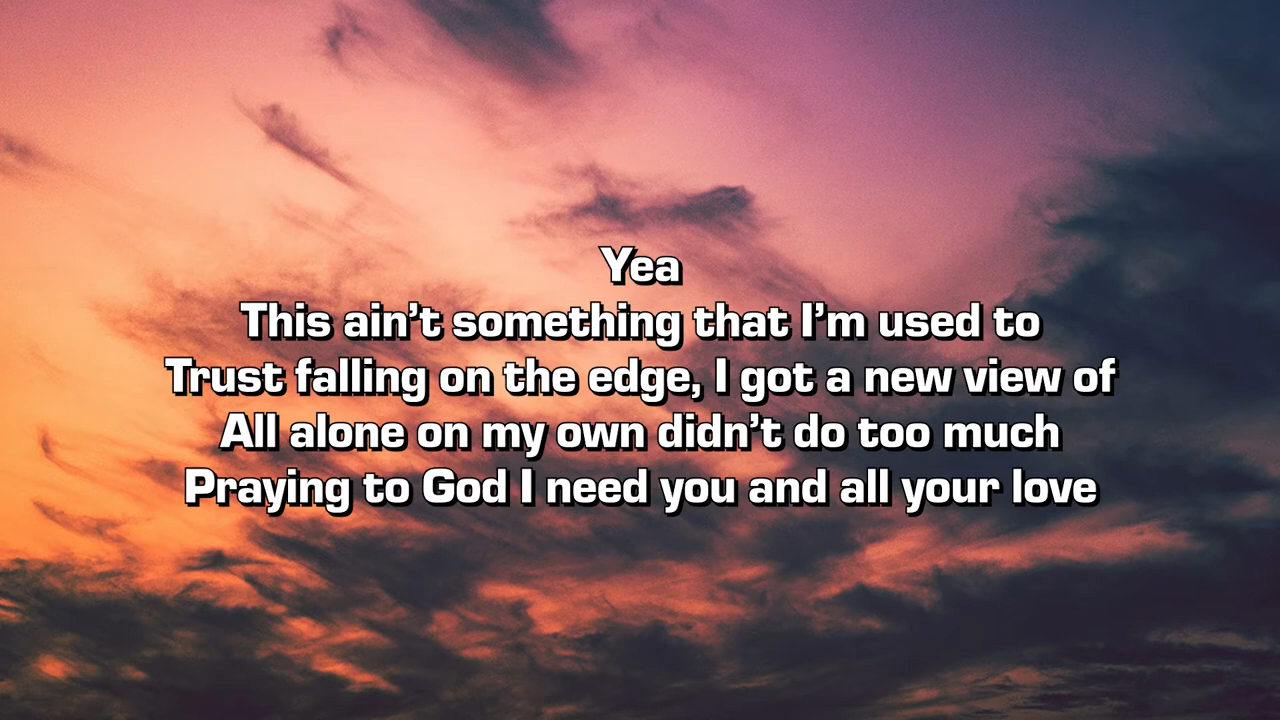 Yea
This ain’t something that I’m used to
Trust falling on the edge, I got a new view of
All alone on my own didn’t do too much
Praying to God I need you and all your love